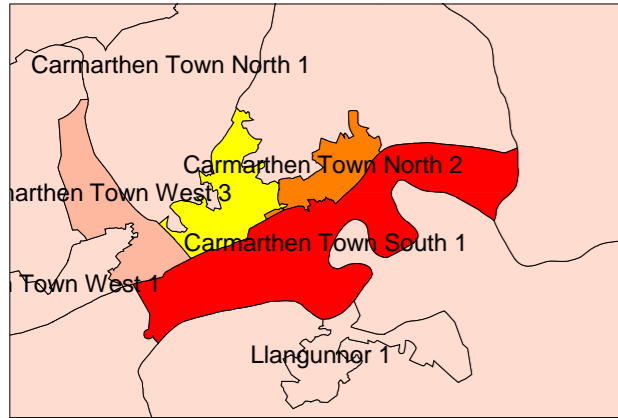 Carmarthen Town North 1
Carmarthen Town North 2
marthen Town West 3
Carmarthen Town South 1
Town West 1
Llangunnor 1